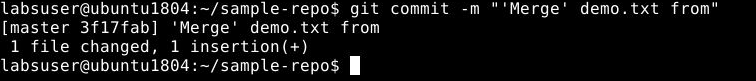 labsuser@ubuntu1804:~/sample-repo$ git commit -m "'Merge' demo.txt from"
[master 3f17fab] 'Merge' demo.txt from
 1 file changed, 1 insertion(+)
labsuser@ubuntu1804:~/sample-repo$